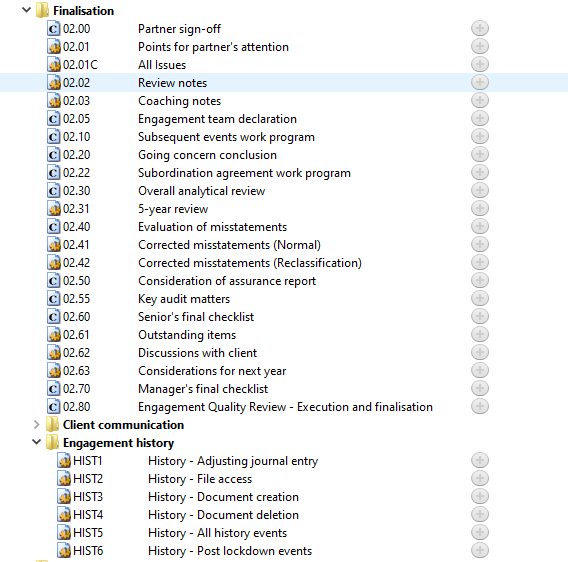 Finalisation
C 02.00 Partner sign-off
02.01 Points for partner's attention
02.01C All Issues
02.02 Review notes
02.03 Coaching notes
C 02.05 Engagement team declaration
C 02.10 Subsequent events work program
C 02.20 Going concern conclusion
C 02.22 Subordination agreement work program
C 02.30 Overall analytical review
02.31 5-year review
C 02.40 Evaluation of misstatements
02.41 Corrected misstatements (Normal)
02.42 Corrected misstatements (Reclassification)
C 02.50 Consideration of assurance report
C 02.55 Key audit matters
C 02.60 Senior's final checklist
02.61 Outstanding items
02.62 Discussions with client
02.63 Considerations for next year
C 02.70 Manager's final checklist
C 02.80 Engagement Quality Review - Execution and finalisation
Client communication
Engagement history
HIST1 History - Adjusting journal entry
HIST2 History - File access
HIST3 History - Document creation
HIST4 History - Document deletion
HIST5 History - All history events
HIST6 History - Post lockdown events